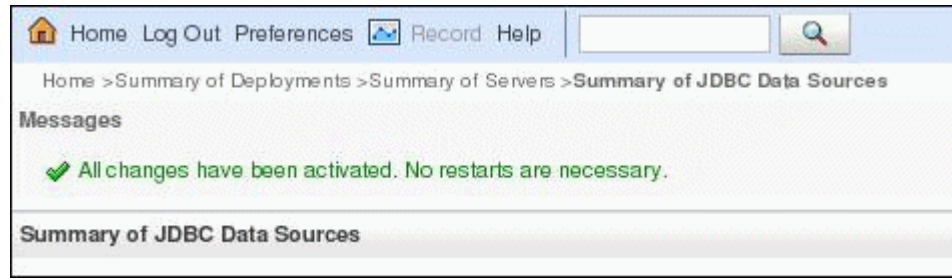 Home Log Out Preferences Record Help
Home >Summary of Deployments >Summary of Servers >Summary of JDBC Data Sources
Messages
All changes have been activated. No restarts are necessary.
Summary of JDBC Data Sources